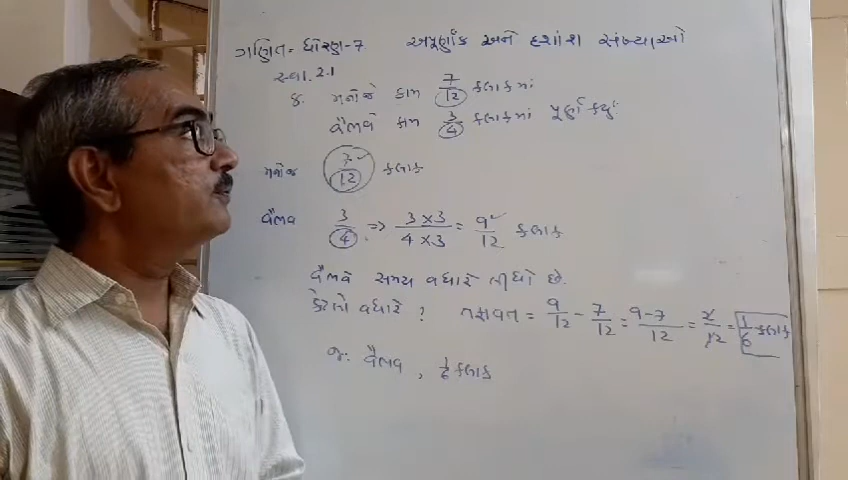 ગણિત = ધોરણ-7 અપૂર્ણાંક અને દશાંશ સંખ્યાઓ
સ્વા. 2.1
8. મનોજે કામ 7/12 કલાકમાં
વૈભવે કામ 3/4 કલાકમાં પૂર્ણ કર્યું
મનોજ 7/12 કલાક
વૈભવ 3/4 => 3×3/4×3 = 9/12 કલાક
વૈભવે સમય વધારે લીધો છે.
કેટલો વધારે ? તફાવત = 9/12 - 7/12 = 9-7/12 = 2/12 = 1/6 કલાક
જ. વૈભવ , 1/6 કલાક